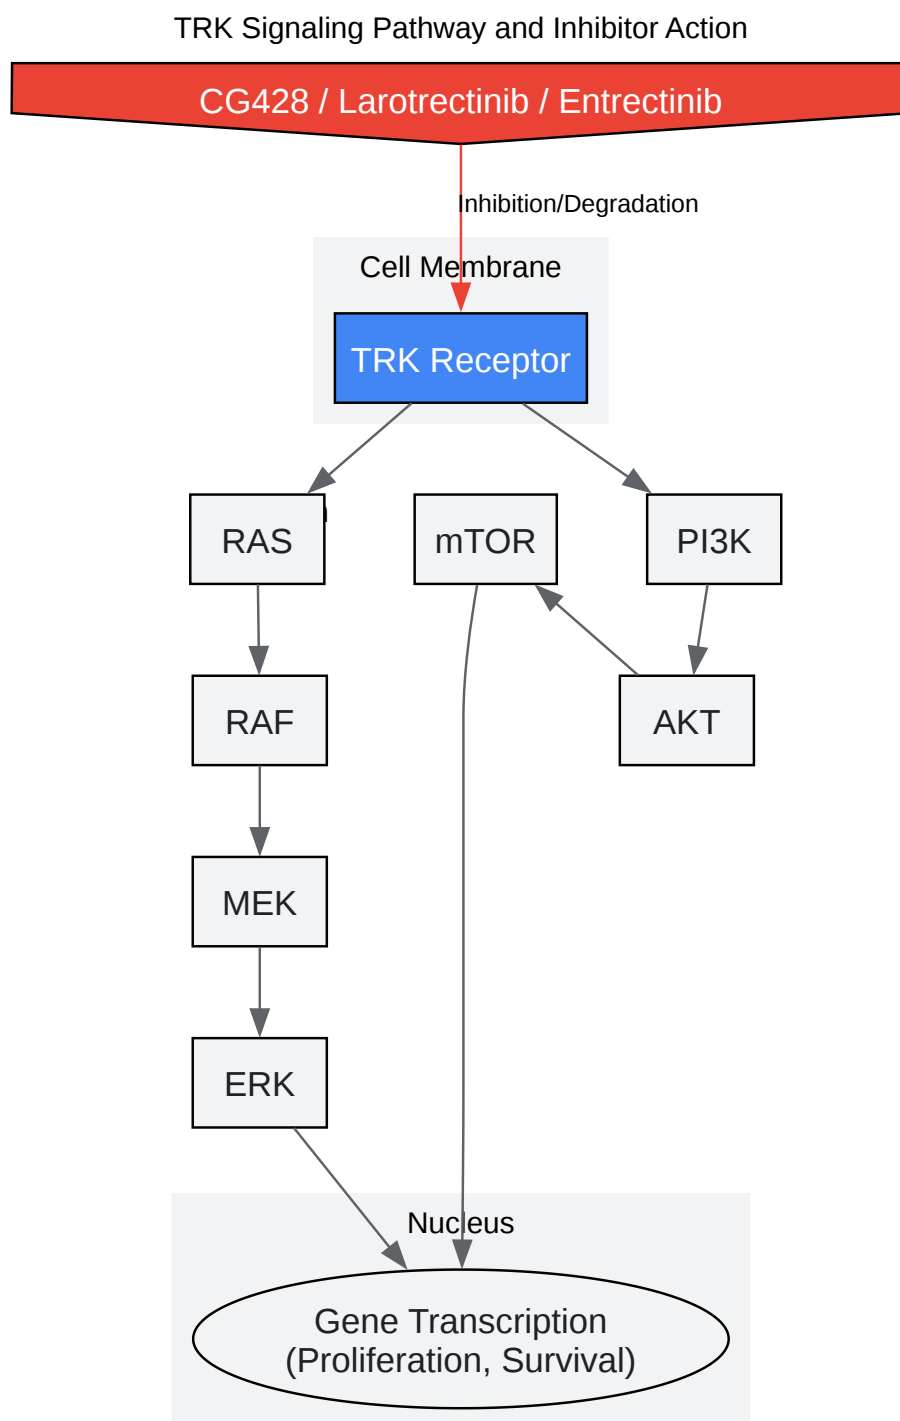 TRK Signaling Pathway and Inhibitor Action
CG428 / Larotrectinib / Entrectinib
Inhibition/Degradation
Cell Membrane
TRK Receptor
RAS
mTOR
PI3K
RAF
AKT
MEK
ERK
Nucleus
Gene Transcription
(Proliferation, Survival)